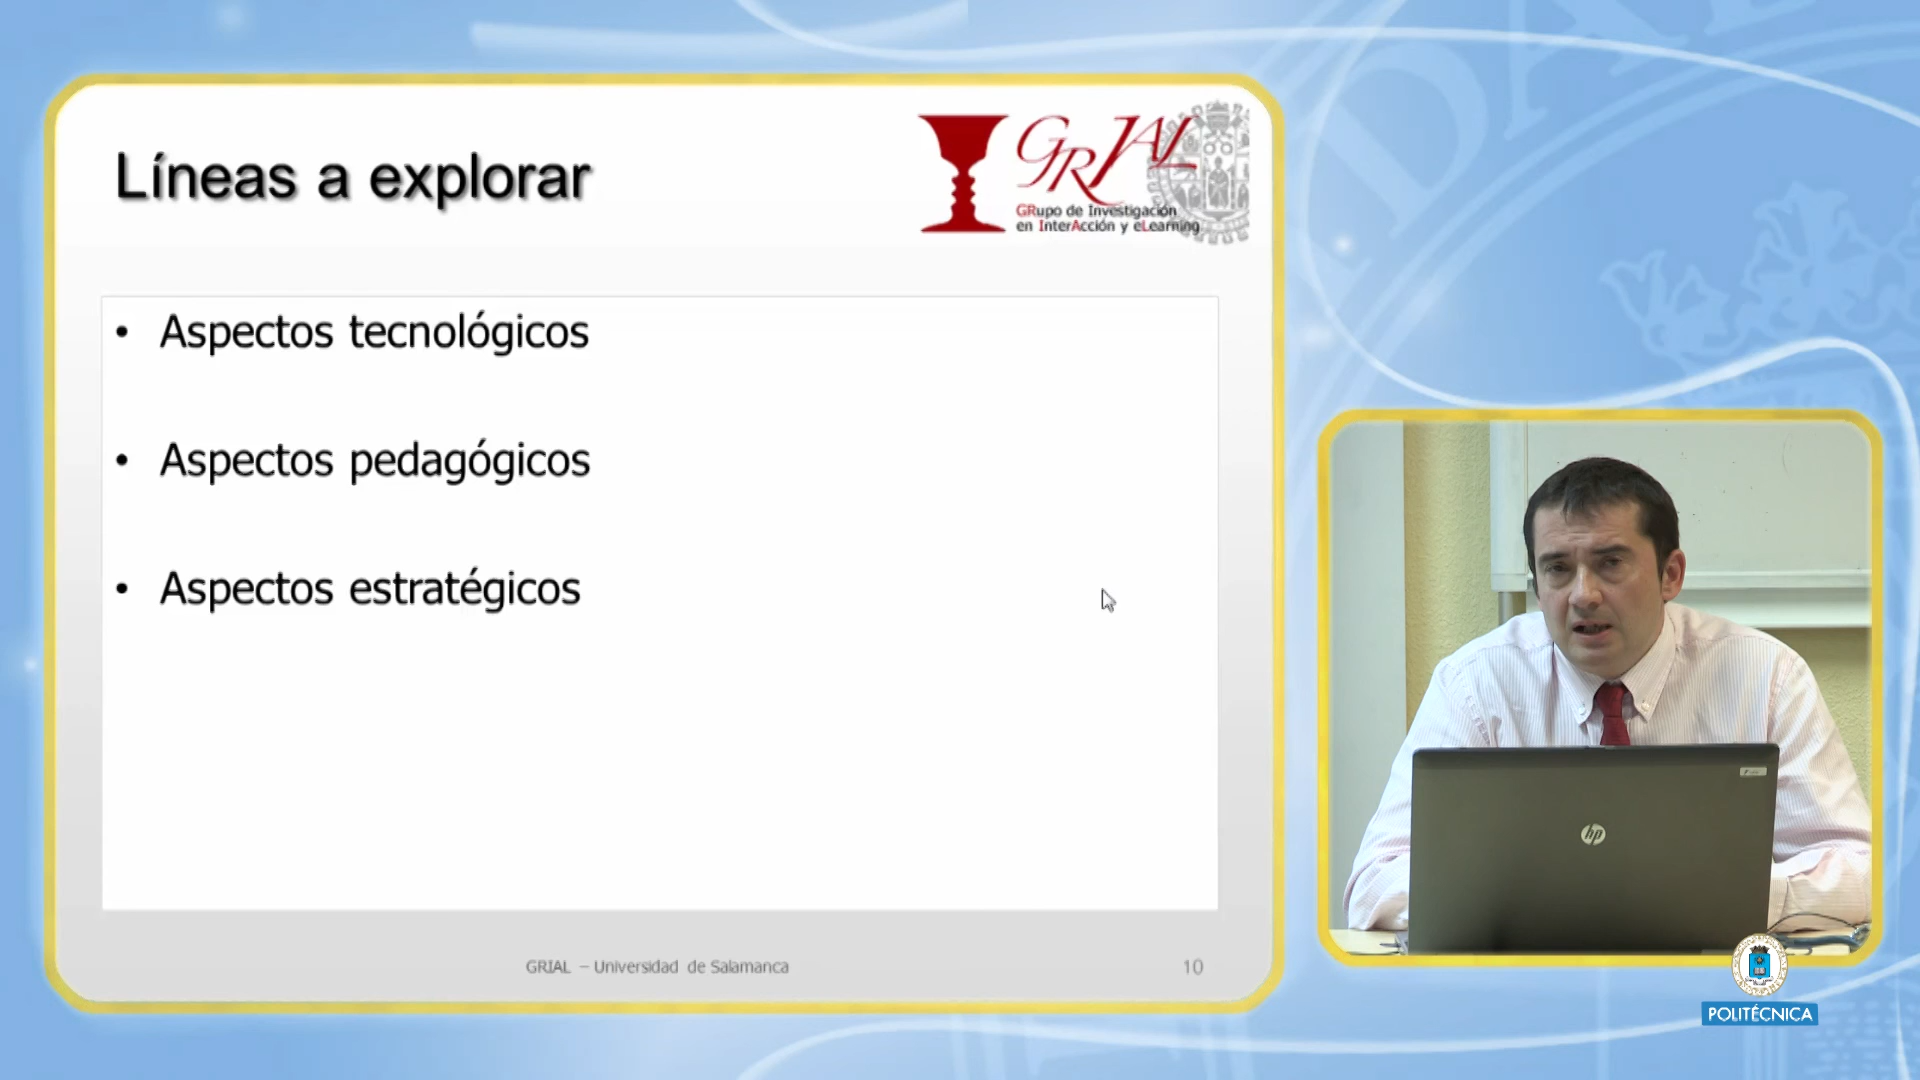 Líneas a explorar
GRIAL
GRupo de Investigación
en InterAcción y eLearning
• Aspectos tecnológicos
• Aspectos pedagógicos
• Aspectos estratégicos
GRIAL – Universidad de Salamanca
10
hp
POLITÉCNICA